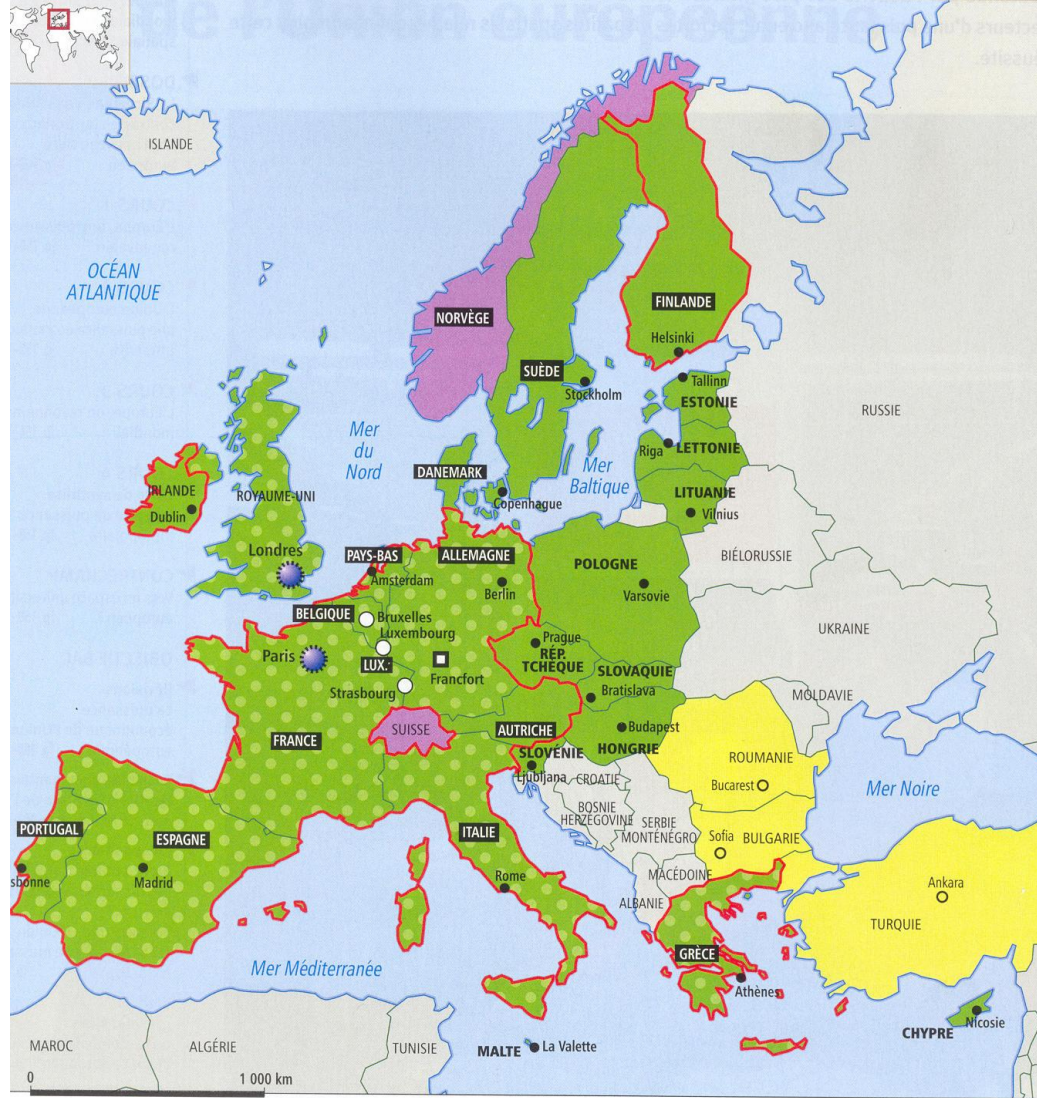 ecteurs d'un
éussite.
ISLANDE
OCÉAN
ATLANTIQUE
NORVÈGE
FINLANDE
Helsinki
SUÈDE
Stockholm
Tallinn
ESTONIE
RUSSIE
Mer
du
Nord
Riga
LETTONIE
DANEMARK
Mer
Baltique
Copenhague
LITUANIE
Vilnius
IRLANDE
Dublin
ROYAUME-UNI
Londres
PAYS-BAS
Amsterdam
ALLEMAGNE
Berlin
POLOGNE
Varsovie
BIÉLORUSSIE
BELGIQUE
Bruxelles
Luxembourg
UKRAINE
Paris
LUX.
Francfort
Prague
RÉP.
TCHÈQUE
SLOVAQUIE
Bratislava
Strasbourg
MOLDAVIE
FRANCE
SUISSE
AUTRICHE
Budapest
HONGRIE
SLOVÉNIE
Ljubljana
CROATIE
ROUMANIE
Bucarest
Mer Noire
BOSNIE
HERZÉGOVINE
SERBIE
MONTÉNÉGRO
Sofia
BULGARIE
PORTUGAL
sbonne
ESPAGNE
Madrid
ITALIE
Rome
MACÉDOINE
ALBANIE
Ankara
TURQUIE
GRÈCE
Athènes
Mer Méditerranée
CHYPRE
Nicosie
MAROC
ALGÉRIE
TUNISIE
MALTE
La Valette
0
1 000 km